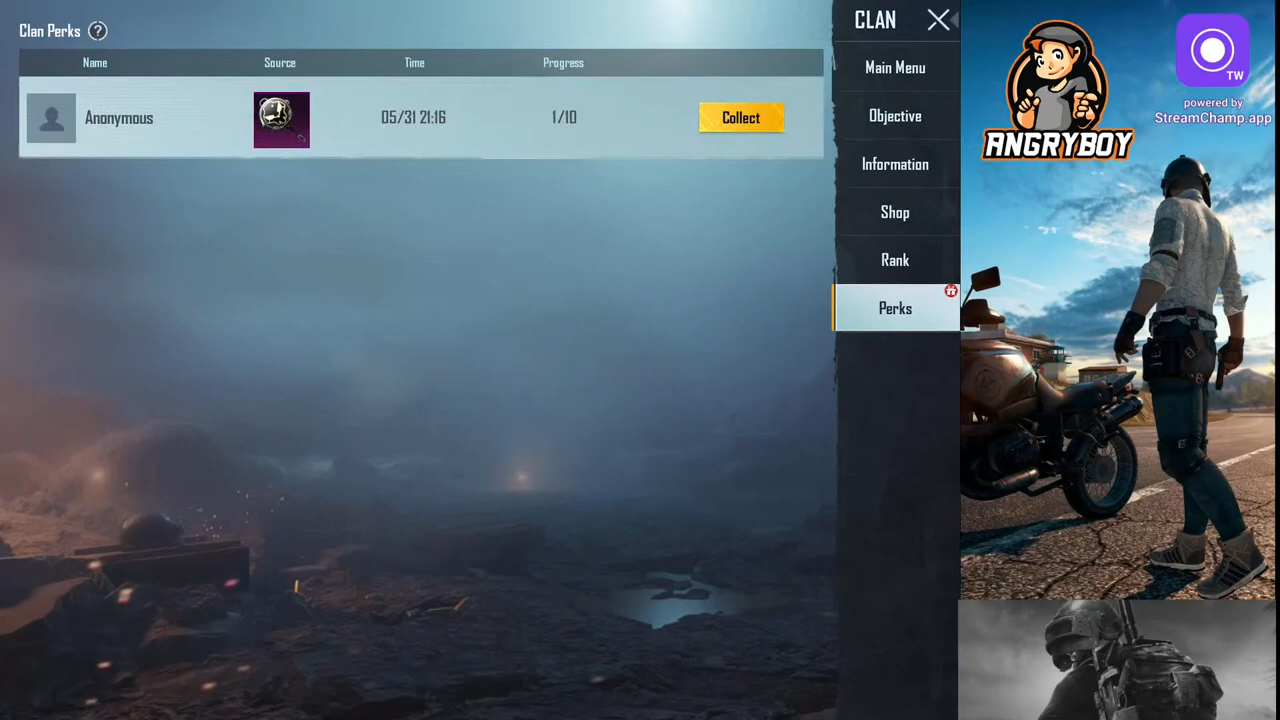 Clan Perks ?
Name Source Time Progress
Anonymous 05/31 21:16 1/10 Collect
CLAN
Main Menu
Objective
Information
Shop
Rank
Perks
ANGRYBOY
TW
powered by
StreamChamp.app